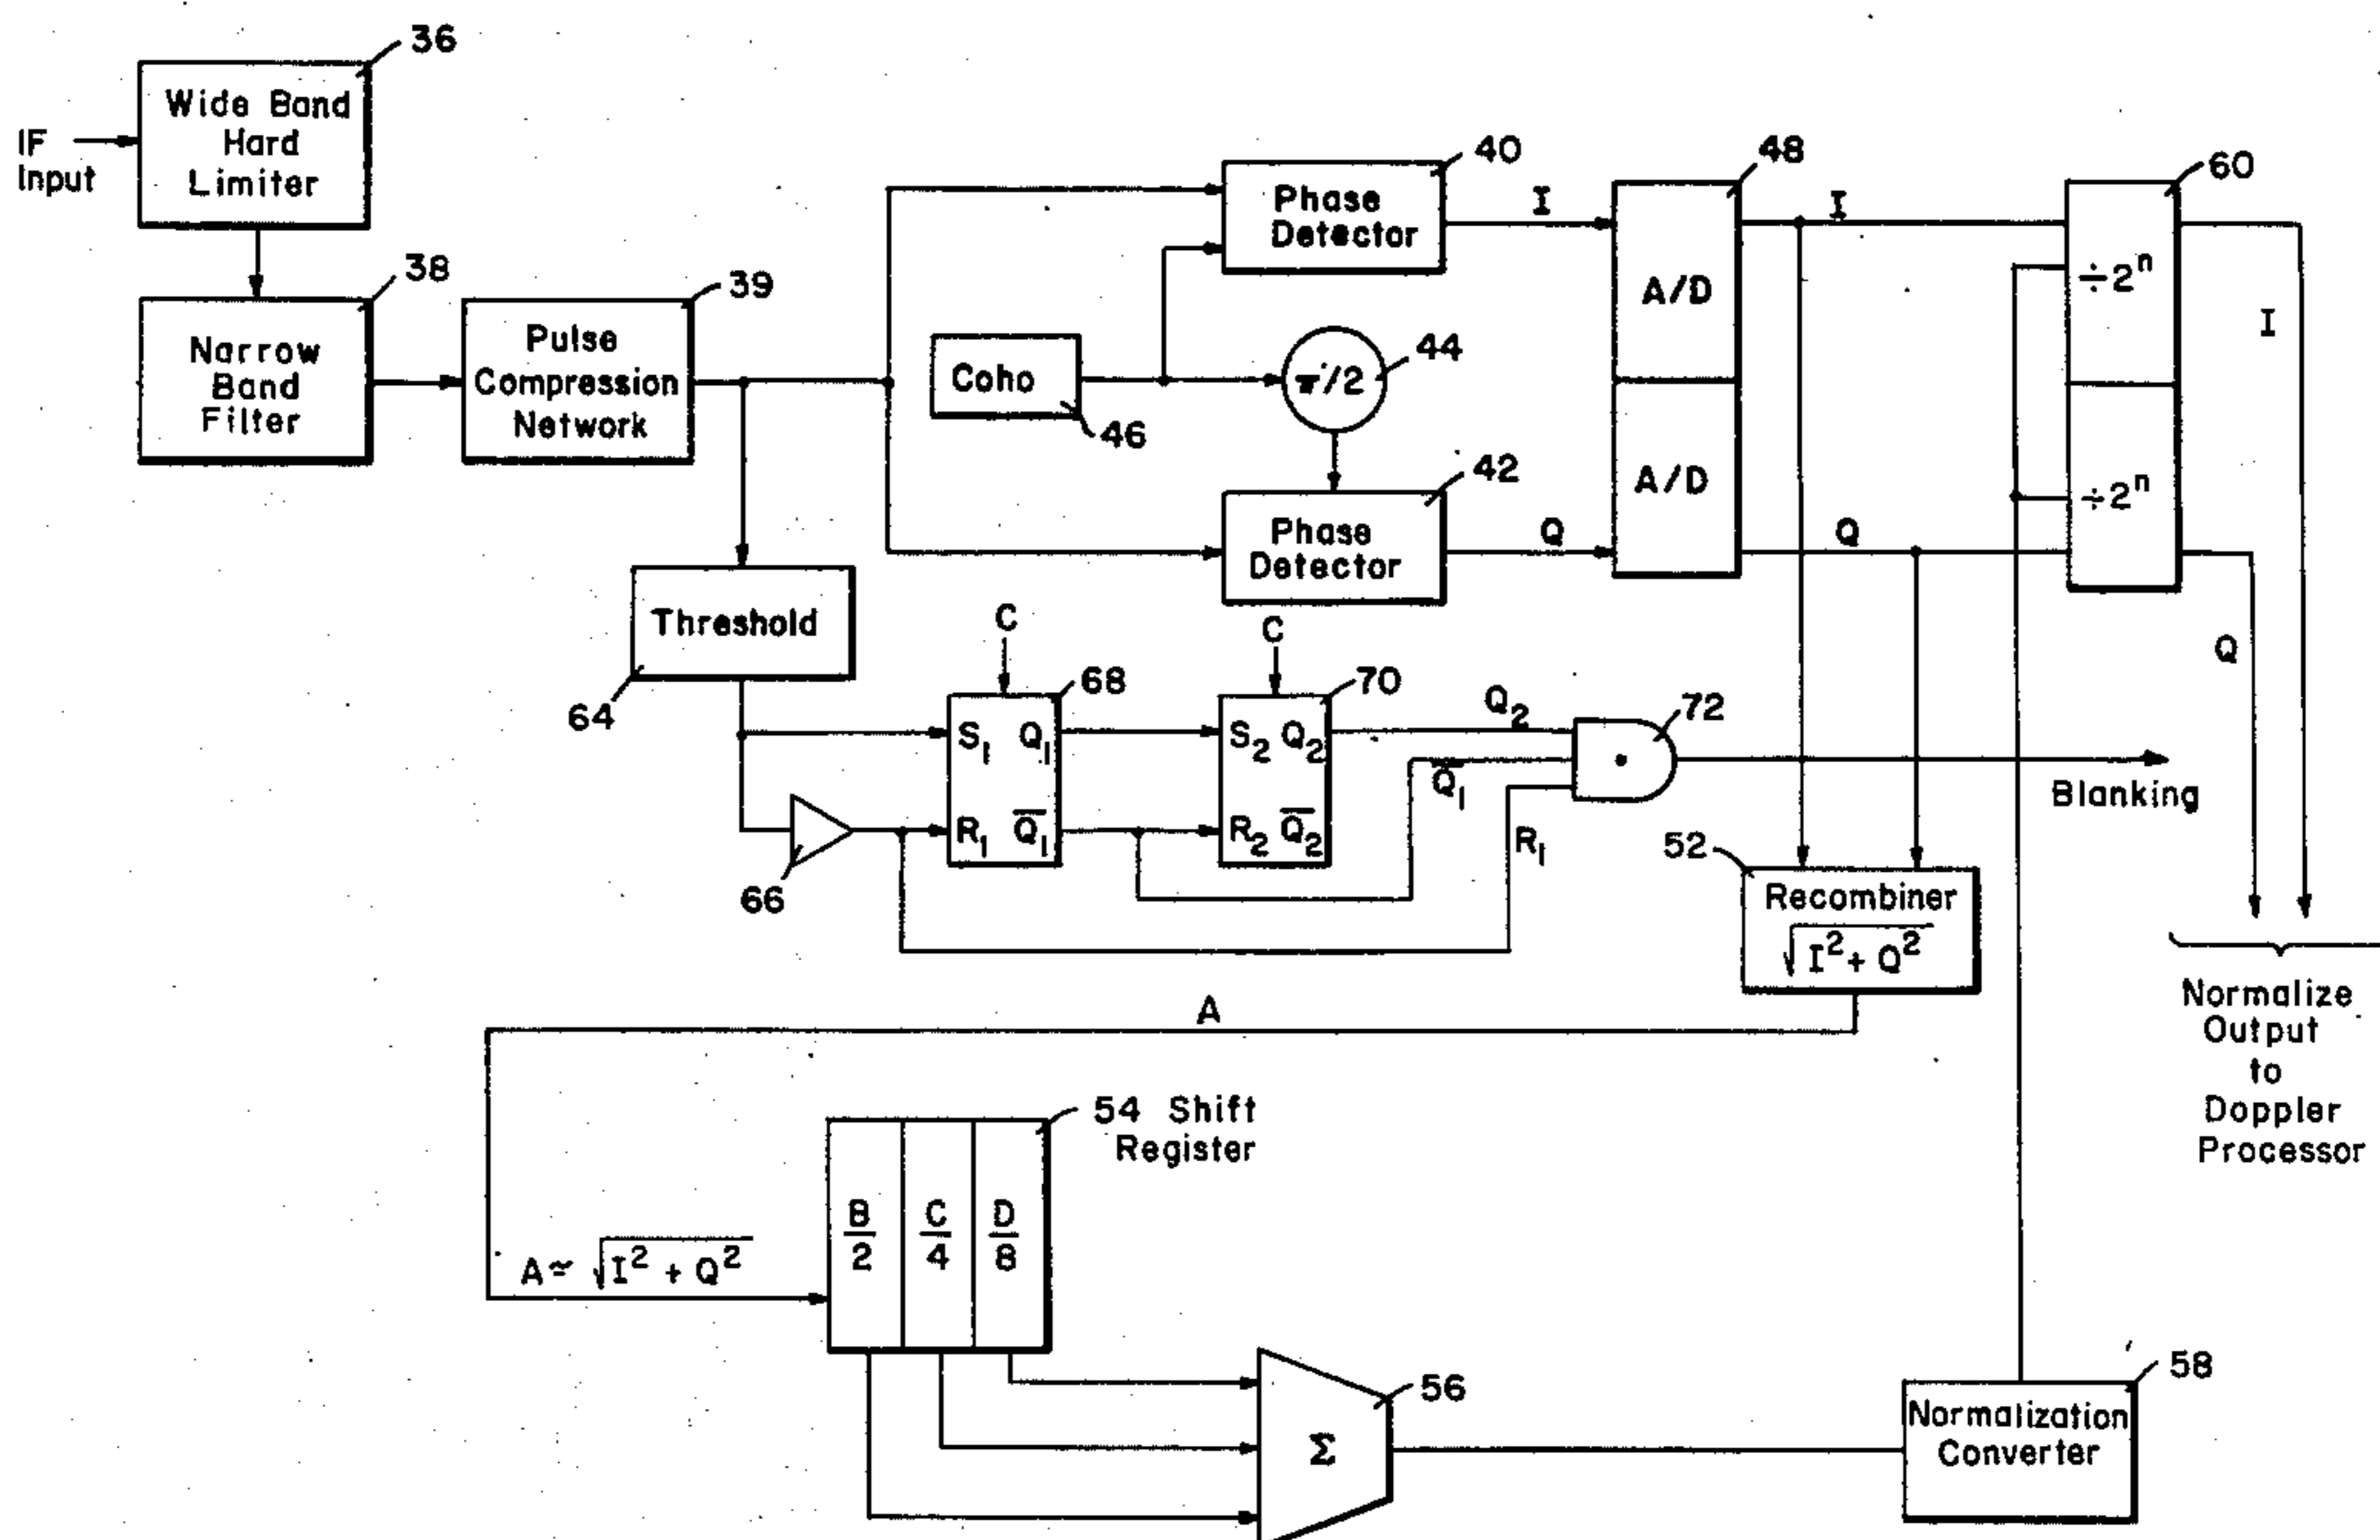 36
Wide Band
Hard
Limiter
IF
Input
38
Narrow
Band
Filter
39
Pulse
Compression
Network
40
Phase
Detector
I
48
A/D
A/D
I
60
÷2ⁿ
÷2ⁿ
I
Coho
46
π/2
44
42
Phase
Detector
Q
Q
Q
Threshold
64
C
68
S₁ Q₁
R₁ Q̅₁
66
C
70
S₂ Q₂
R₂ Q̅₂
Q₂
Q̅₁
R₁
72
Blanking
52
Recombiner
√I² + Q²
Normalize
Output
to
Doppler
Processor
A
54 Shift
Register
B/2 C/4 D/8
A ≈ √I² + Q²
56
Σ
58
Normalization
Converter